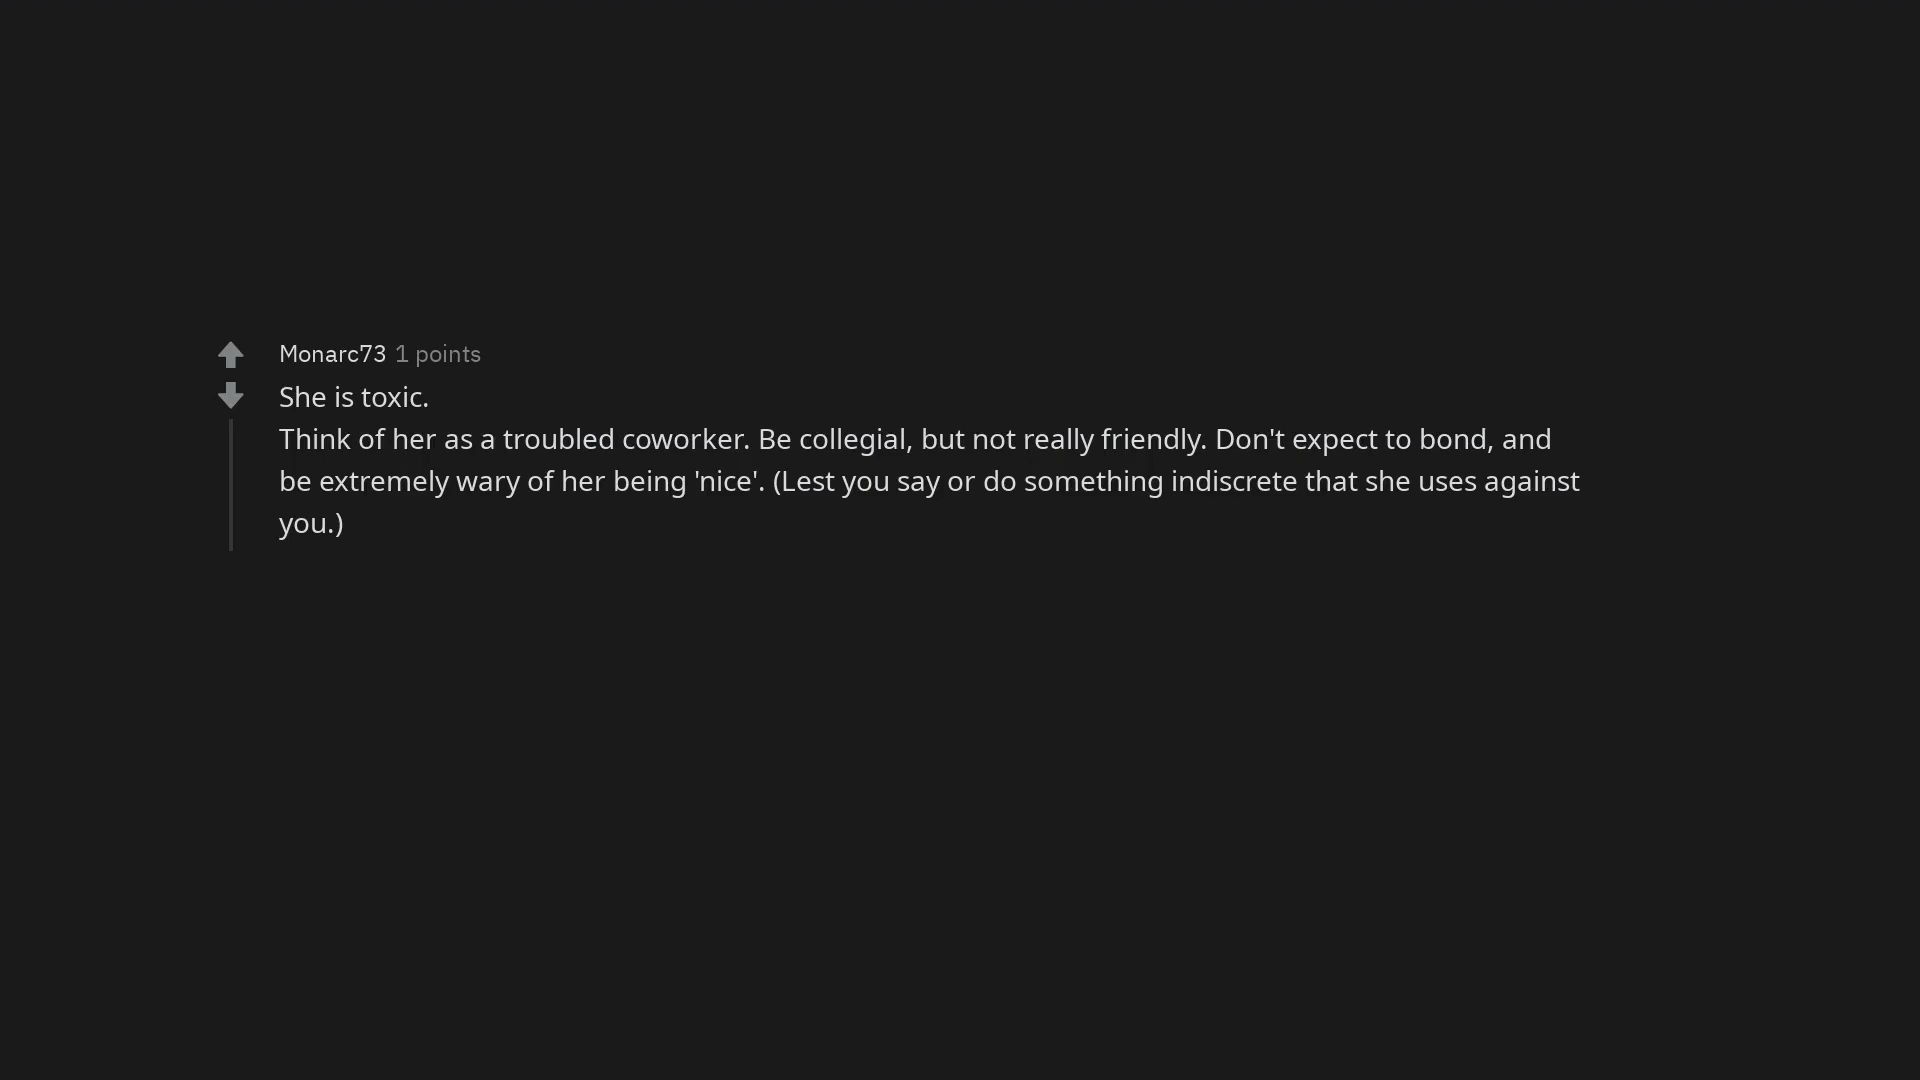 Monarc73 1 points
She is toxic.
Think of her as a troubled coworker. Be collegial, but not really friendly. Don't expect to bond, and
be extremely wary of her being 'nice'. (Lest you say or do something indiscrete that she uses against
you.)